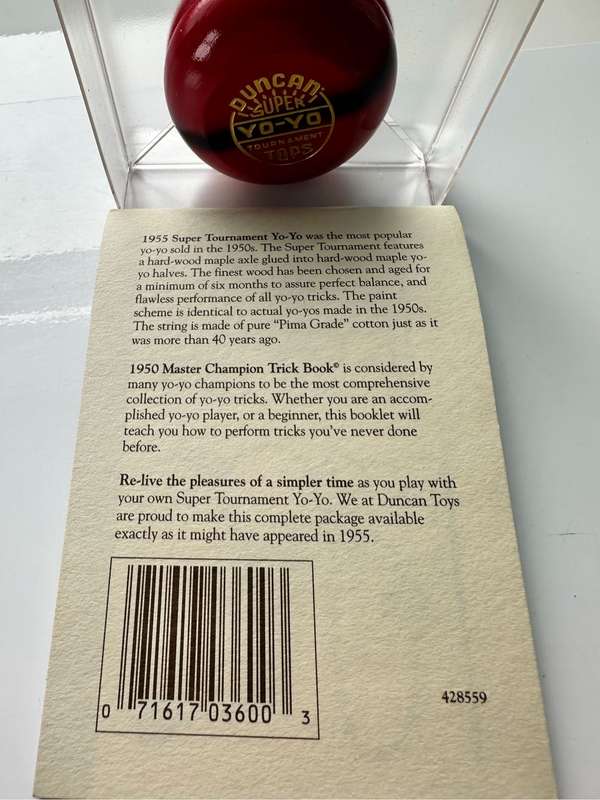 DUNCAN
SUPER
YO-YO
TOURNAMENT
TOPS
1955 Super Tournament Yo-Yo was the most popular
yo-yo sold in the 1950s. The Super Tournament features
a hard-wood maple axle glued into hard-wood maple yo-
yo halves. The finest wood has been chosen and aged for
a minimum of six months to assure perfect balance, and
flawless performance of all yo-yo tricks. The paint
scheme is identical to actual yo-yos made in the 1950s.
The string is made of pure “Pima Grade” cotton just as it
was more than 40 years ago.
1950 Master Champion Trick Book© is considered by
many yo-yo champions to be the most comprehensive
collection of yo-yo tricks. Whether you are an accom-
plished yo-yo player, or a beginner, this booklet will
teach you how to perform tricks you’ve never done
before.
Re-live the pleasures of a simpler time as you play with
your own Super Tournament Yo-Yo. We at Duncan Toys
are proud to make this complete package available
exactly as it might have appeared in 1955.
0 71617 03600 3
428559